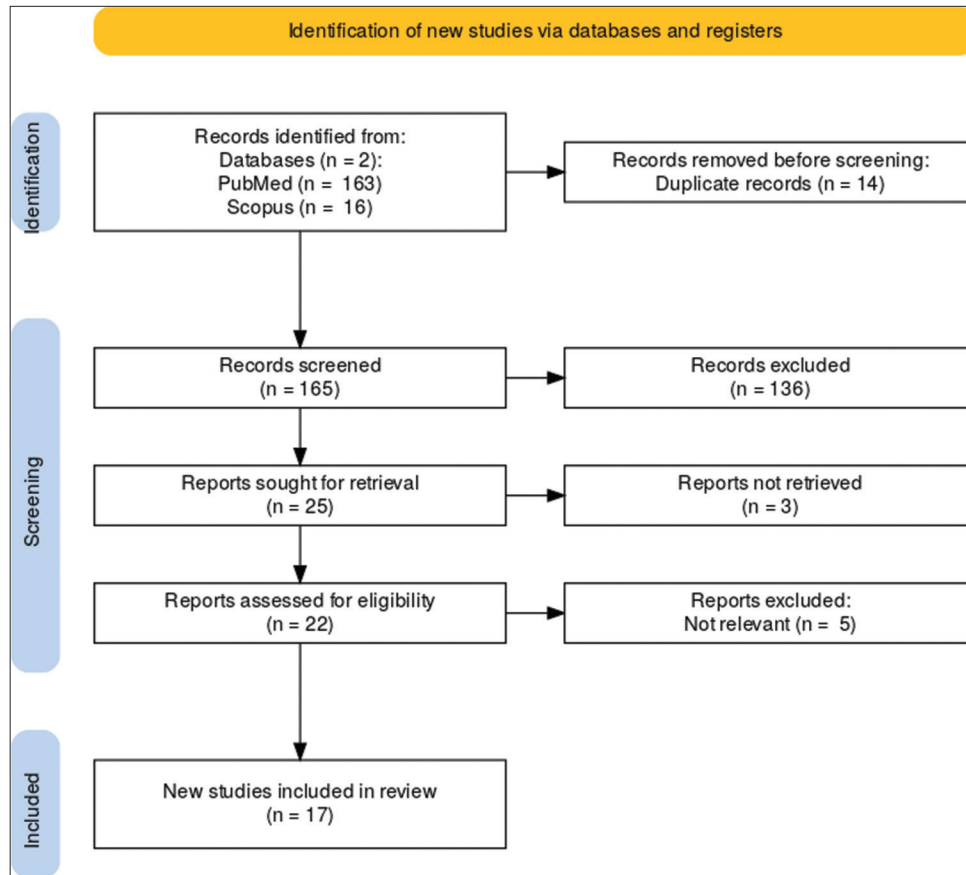 Identification of new studies via databases and registers
Identification
Records identified from:
Databases (n = 2):
PubMed (n = 163)
Scopus (n = 16)
Records removed before screening:
Duplicate records (n = 14)
Screening
Records screened
(n = 165)
Records excluded
(n = 136)
Reports sought for retrieval
(n = 25)
Reports not retrieved
(n = 3)
Reports assessed for eligibility
(n = 22)
Reports excluded:
Not relevant (n = 5)
Included
New studies included in review
(n = 17)